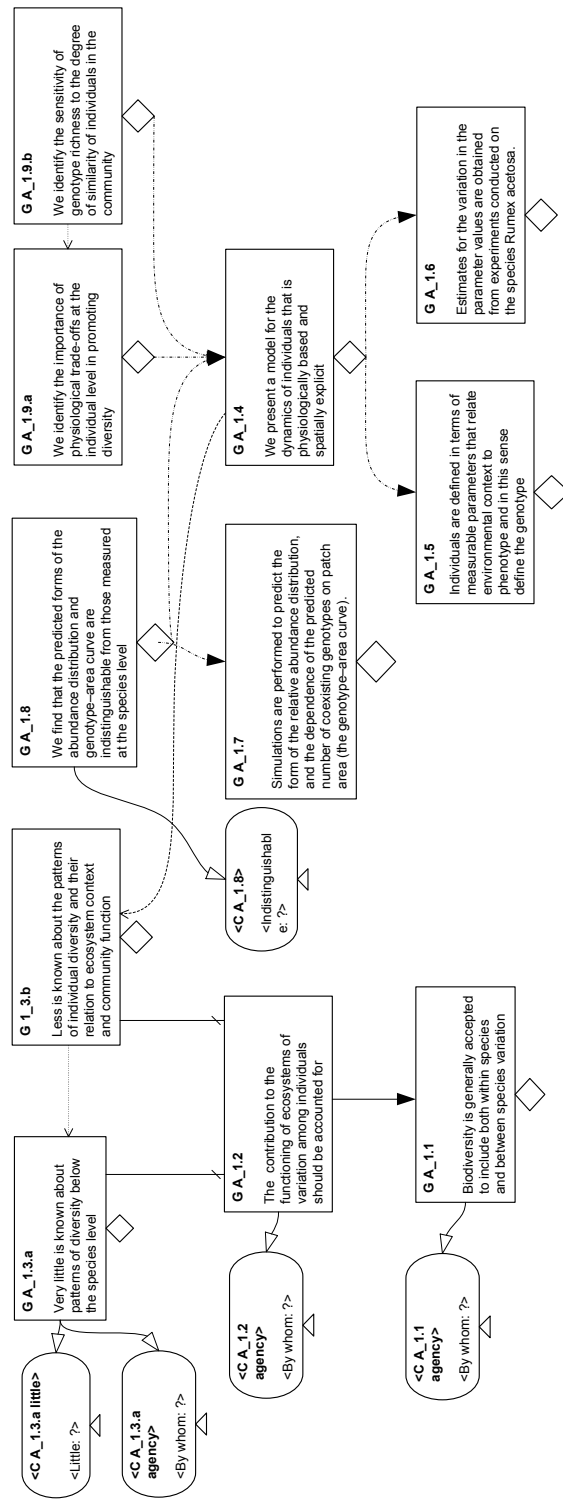 G A_1.9.b
We identify the sensitivity of
genotype richness to the degree
of similarity of individuals in the
community
G A_1.9.a
We identify the importance of
physiological trade-offs at the
individual level in promoting
diversity
G A_1.8
We find that the predicted forms of the
abundance distribution and
genotype–area curve are
indistinguishable from those measured
at the species level
G 1_3.b
Less is known about the patterns
of individual diversity and their
relation to ecosystem context
and community function
G A_1.3.a
Very little is known about
patterns of diversity below
the species level
<C A_1.3.a little>
<Little: ?>
<C A_1.3.a
agency>
<By whom: ?>
G A_1.4
We present a model for the
dynamics of individuals that is
physiologically based and
spatially explicit
G A_1.7
Simulations are performed to predict the
form of the relative abundance distribution,
and the dependence of the predicted
number of coexisting genotypes on patch
area (the genotype–area curve).
<C A_1.8>
<Indistinguishabl
e: ?>
G A_1.2
The contribution to the
functioning of ecosystems of
variation among individuals
should be accounted for
<C A_1.2
agency>
<By whom: ?>
G A_1.6
Estimates for the variation in the
parameter values are obtained
from experiments conducted on
the species Rumex acetosa.
G A_1.5
Individuals are defined in terms of
measurable parameters that relate
environmental context to
phenotype and in this sense
define the genotype
G A_1.1
Biodiversity is generally accepted
to include both within species
and between species variation
<C A_1.1
agency>
<By whom: ?>